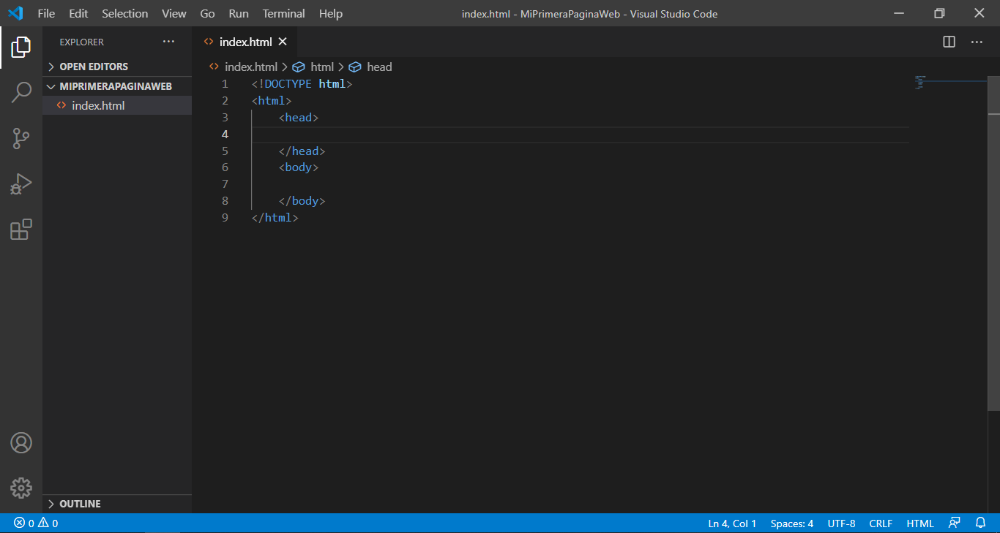 File Edit Selection View Go Run Terminal Help
index.html - MiPrimeraPaginaWeb - Visual Studio Code
EXPLORER
OPEN EDITORS
MIPRIMERAPAGINAWEB
index.html
OUTLINE
index.html
index.html html head
1 <!DOCTYPE html>
2 <html>
3     <head>
4
5     </head>
6     <body>
7
8     </body>
9 </html>
0 0
Ln 4, Col 1 Spaces: 4 UTF-8 CRLF HTML